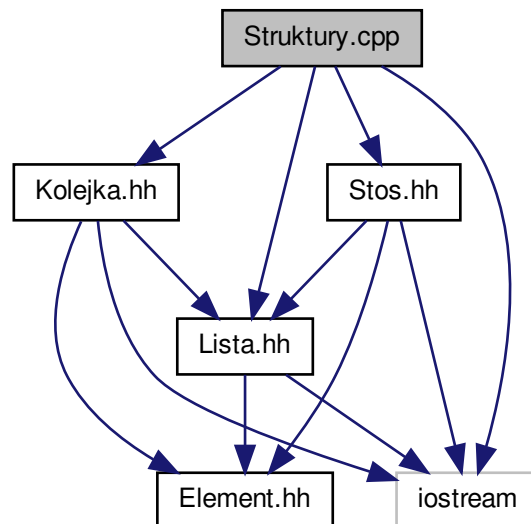 Struktury.cpp
Kolejka.hh
Stos.hh
Lista.hh
Element.hh
iostream